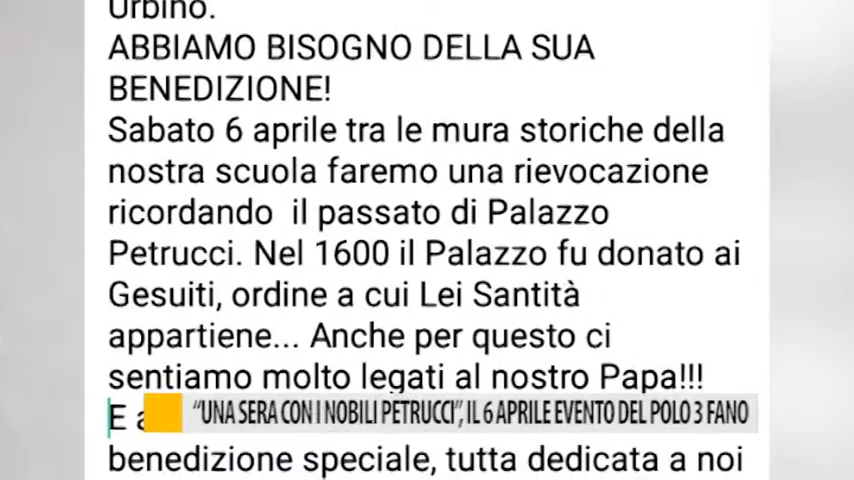 Urbino.
ABBIAMO BISOGNO DELLA SUA
BENEDIZIONE!
Sabato 6 aprile tra le mura storiche della
nostra scuola faremo una rievocazione
ricordando  il passato di Palazzo
Petrucci. Nel 1600 il Palazzo fu donato ai
Gesuiti, ordine a cui Lei Santità
appartiene... Anche per questo ci
sentiamo molto legati al nostro Papa!!!
E
“UNA SERA CON I NOBILI PETRUCCI”, IL 6 APRILE EVENTO DEL POLO 3 FANO
benedizione speciale, tutta dedicata a noi